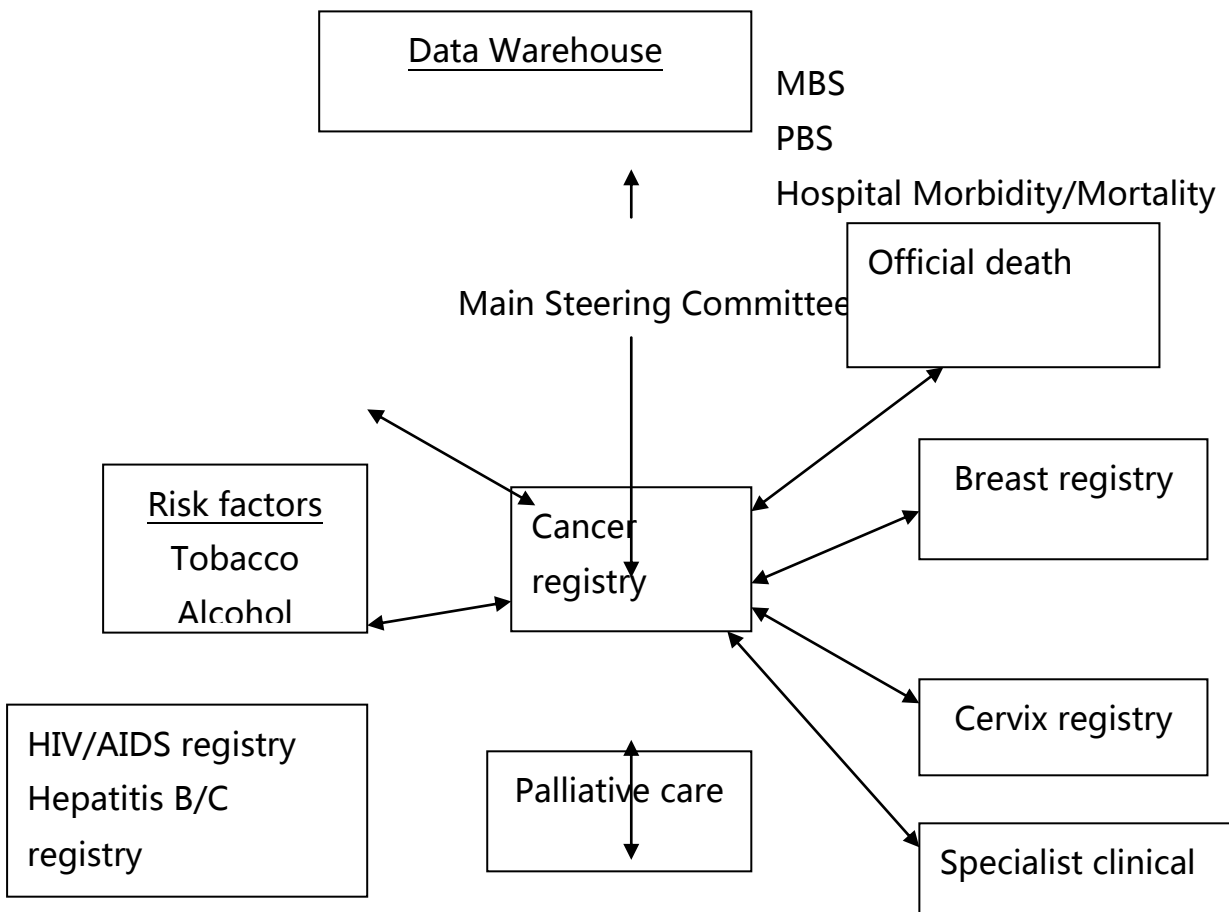 Data Warehouse
MBS
PBS
Hospital Morbidity/Mortality
Official death
Main Steering Committee
Breast registry
Risk factors
Tobacco
Alcohol
Cancer
registry
Cervix registry
HIV/AIDS registry
Hepatitis B/C
registry
Palliative care
Specialist clinical